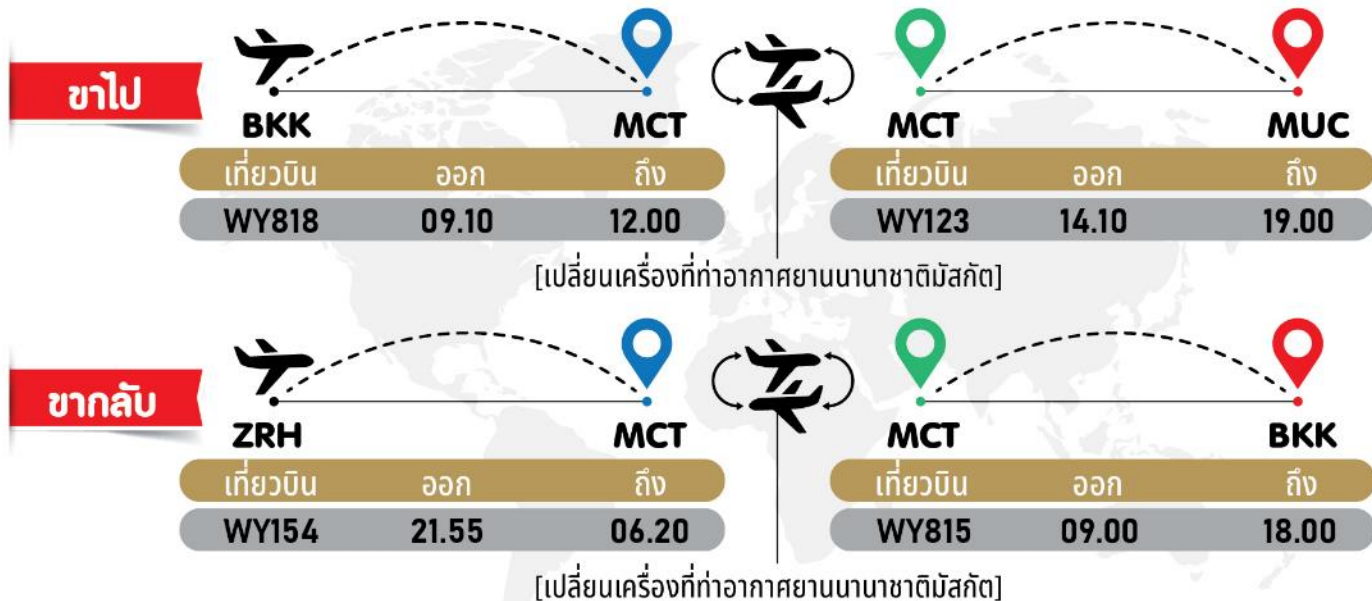 ขาไป
BKK MCT MCT MUC
เที่ยวบิน ออก ถึง เที่ยวบิน ออก ถึง
WY818 09.10 12.00 WY123 14.10 19.00
[เปลี่ยนเครื่องที่ท่าอากาศยานนานาชาติมัสกัต]
ขากลับ
ZRH MCT MCT BKK
เที่ยวบิน ออก ถึง เที่ยวบิน ออก ถึง
WY154 21.55 06.20 WY815 09.00 18.00
[เปลี่ยนเครื่องที่ท่าอากาศยานนานาชาติมัสกัต]